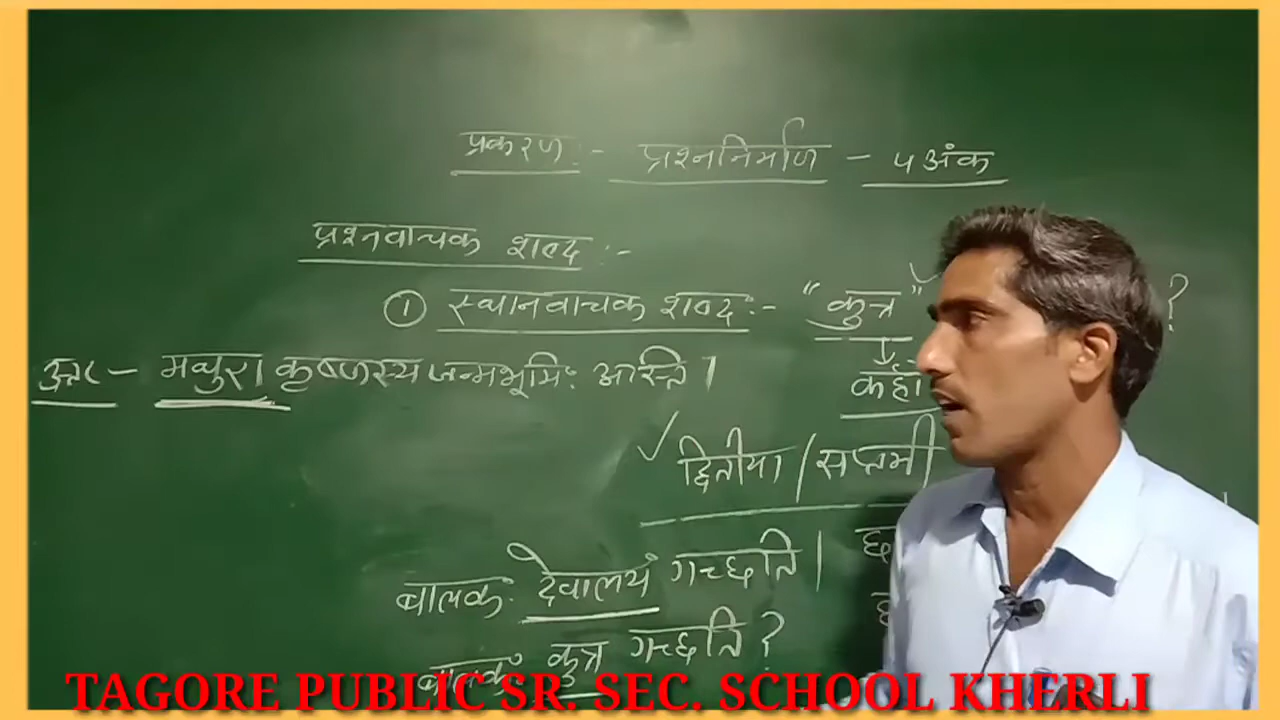 प्रकरण :- प्रश्ननिर्माण - ५ अंक
प्रश्नवाचक शब्द :-
① स्थानवाचक शब्द :- "कुत्र" ?
↓
कहाँ
मथुरा कृष्णस्य जन्मभूमिः अस्ति।
✓ द्वितीया / सप्तमी
बालकः देवालयं गच्छति।
बालकः कुत्र गच्छति?
TAGORE PUBLIC SR. SEC. SCHOOL KHERLI